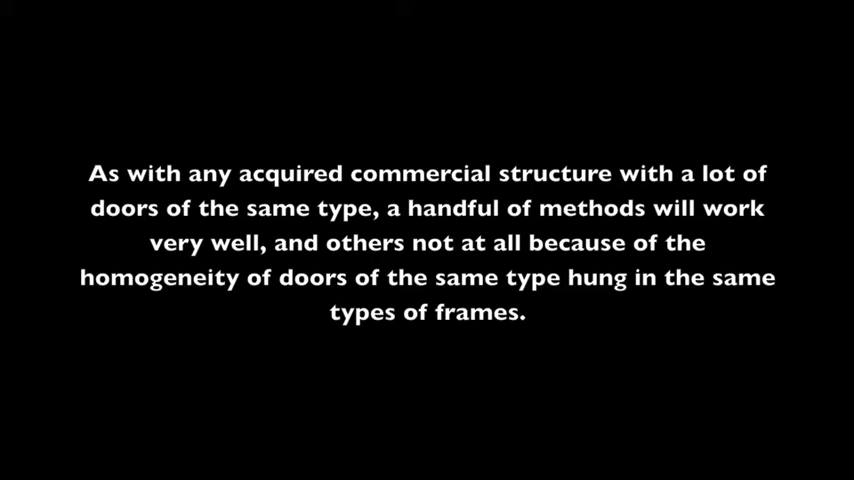 As with any acquired commercial structure with a lot of
doors of the same type, a handful of methods will work
very well, and others not at all because of the
homogeneity of doors of the same type hung in the same
types of frames.